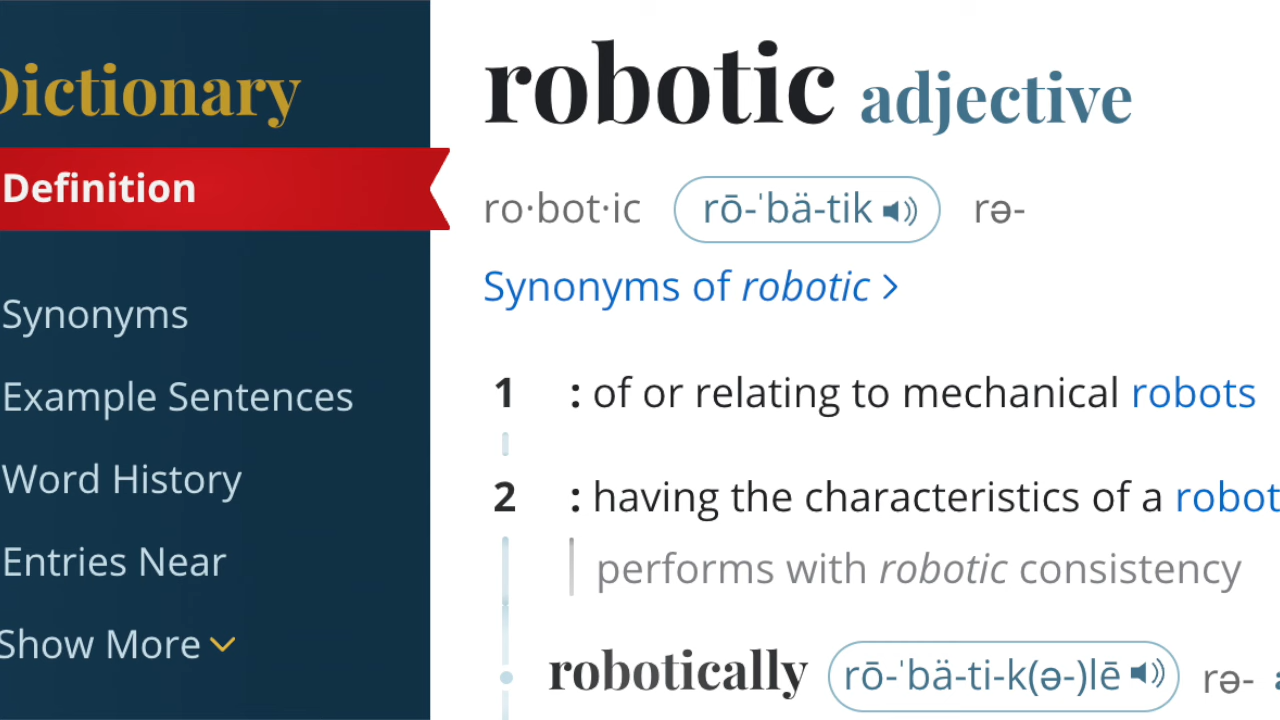 Dictionary
Definition
Synonyms
Example Sentences
Word History
Entries Near
Show More
robotic adjective
ro·bot·ic rō-ˈbä-tik rə-
Synonyms of robotic >
1 : of or relating to mechanical robots
2 : having the characteristics of a robot
performs with robotic consistency
robotically rō-ˈbä-ti-k(ə-)lē rə-